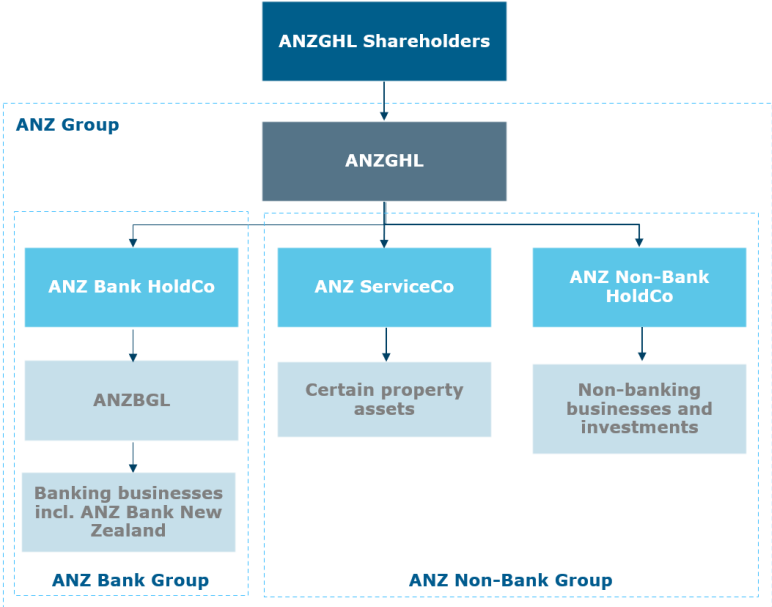 ANZGHL Shareholders
ANZ Group
ANZGHL
ANZ Bank HoldCo
ANZ ServiceCo
ANZ Non-Bank
HoldCo
ANZBGL
Certain property
assets
Non-banking
businesses and
investments
Banking businesses
incl. ANZ Bank New
Zealand
ANZ Bank Group
ANZ Non-Bank Group